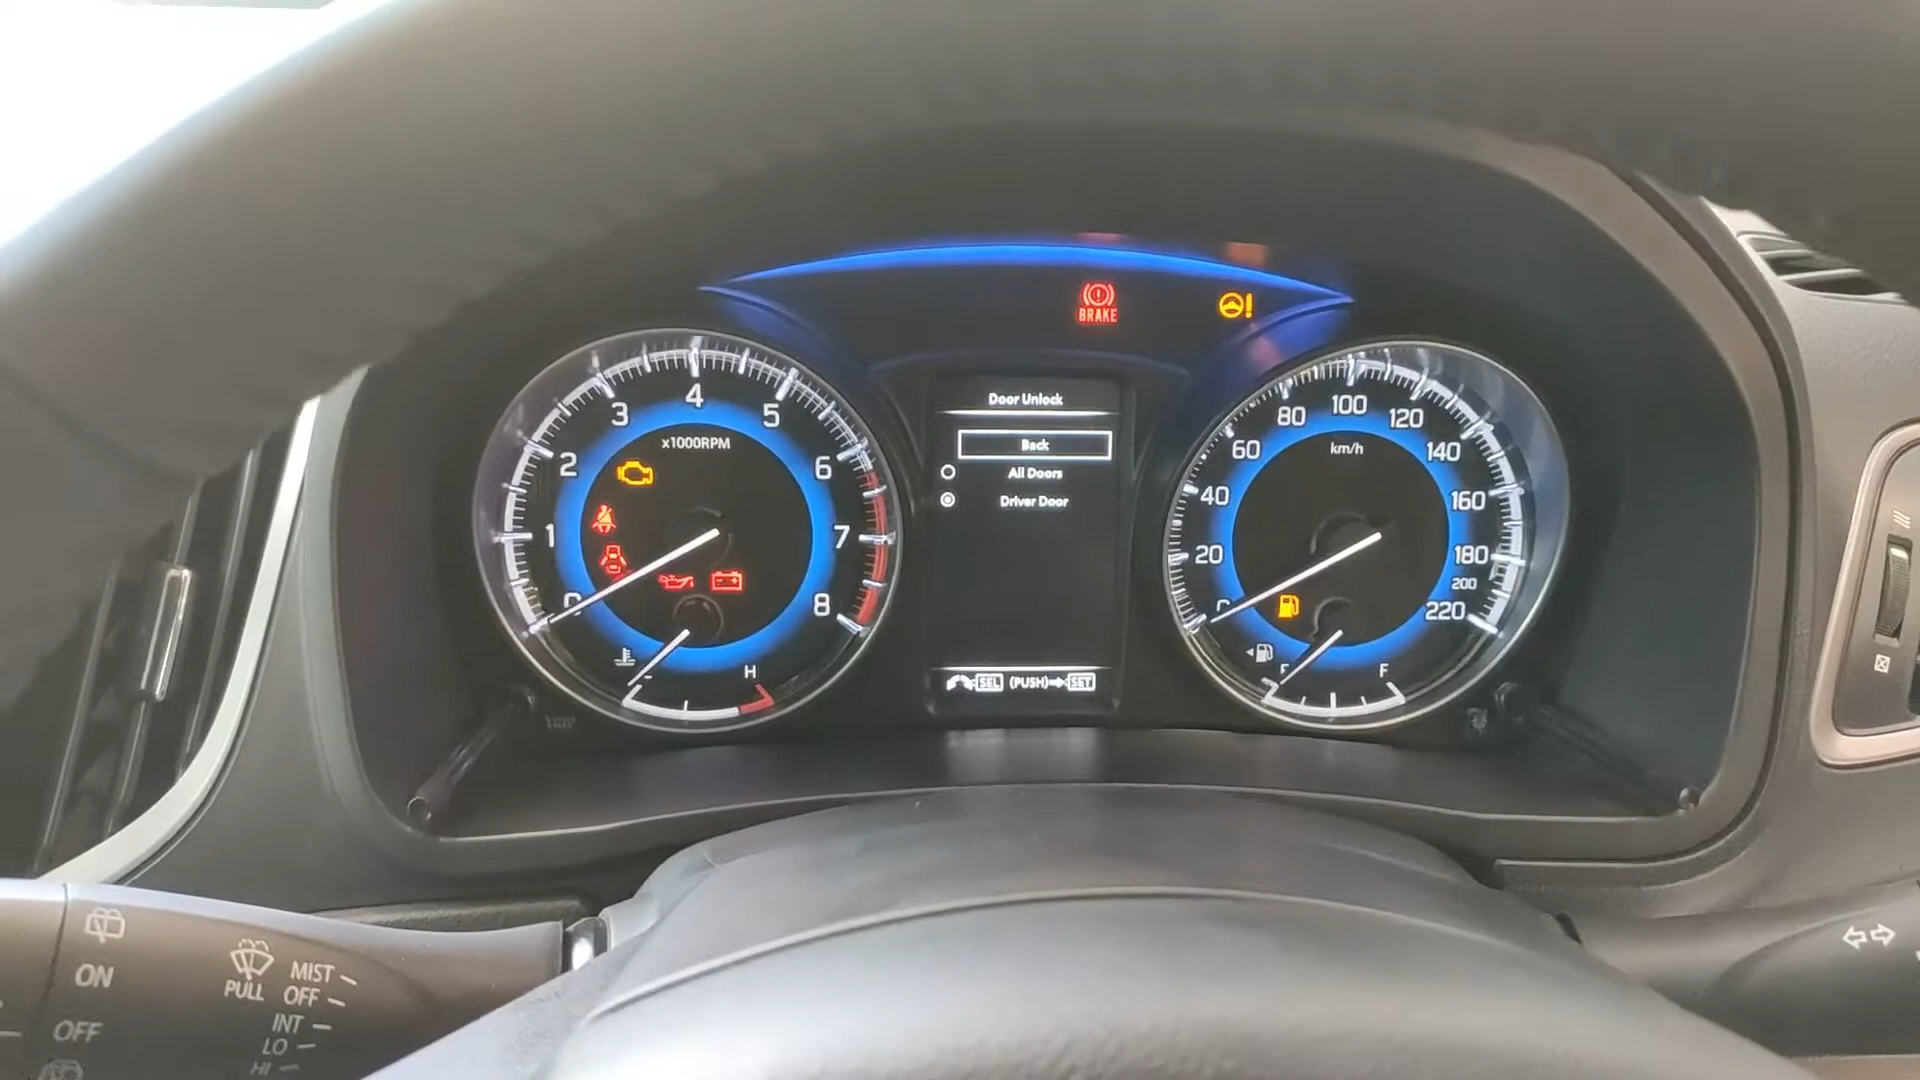 BRAKE
4
3
5
x1000RPM
2
6
1
7
0
8
H
Door Unlock
Back
All Doors
Driver Door
SEL (PUSH) SET
100
80
120
km/h
60
140
40
160
20
180
200
220
F
ON
OFF
PULL
MIST
OFF
INT
LO
HI